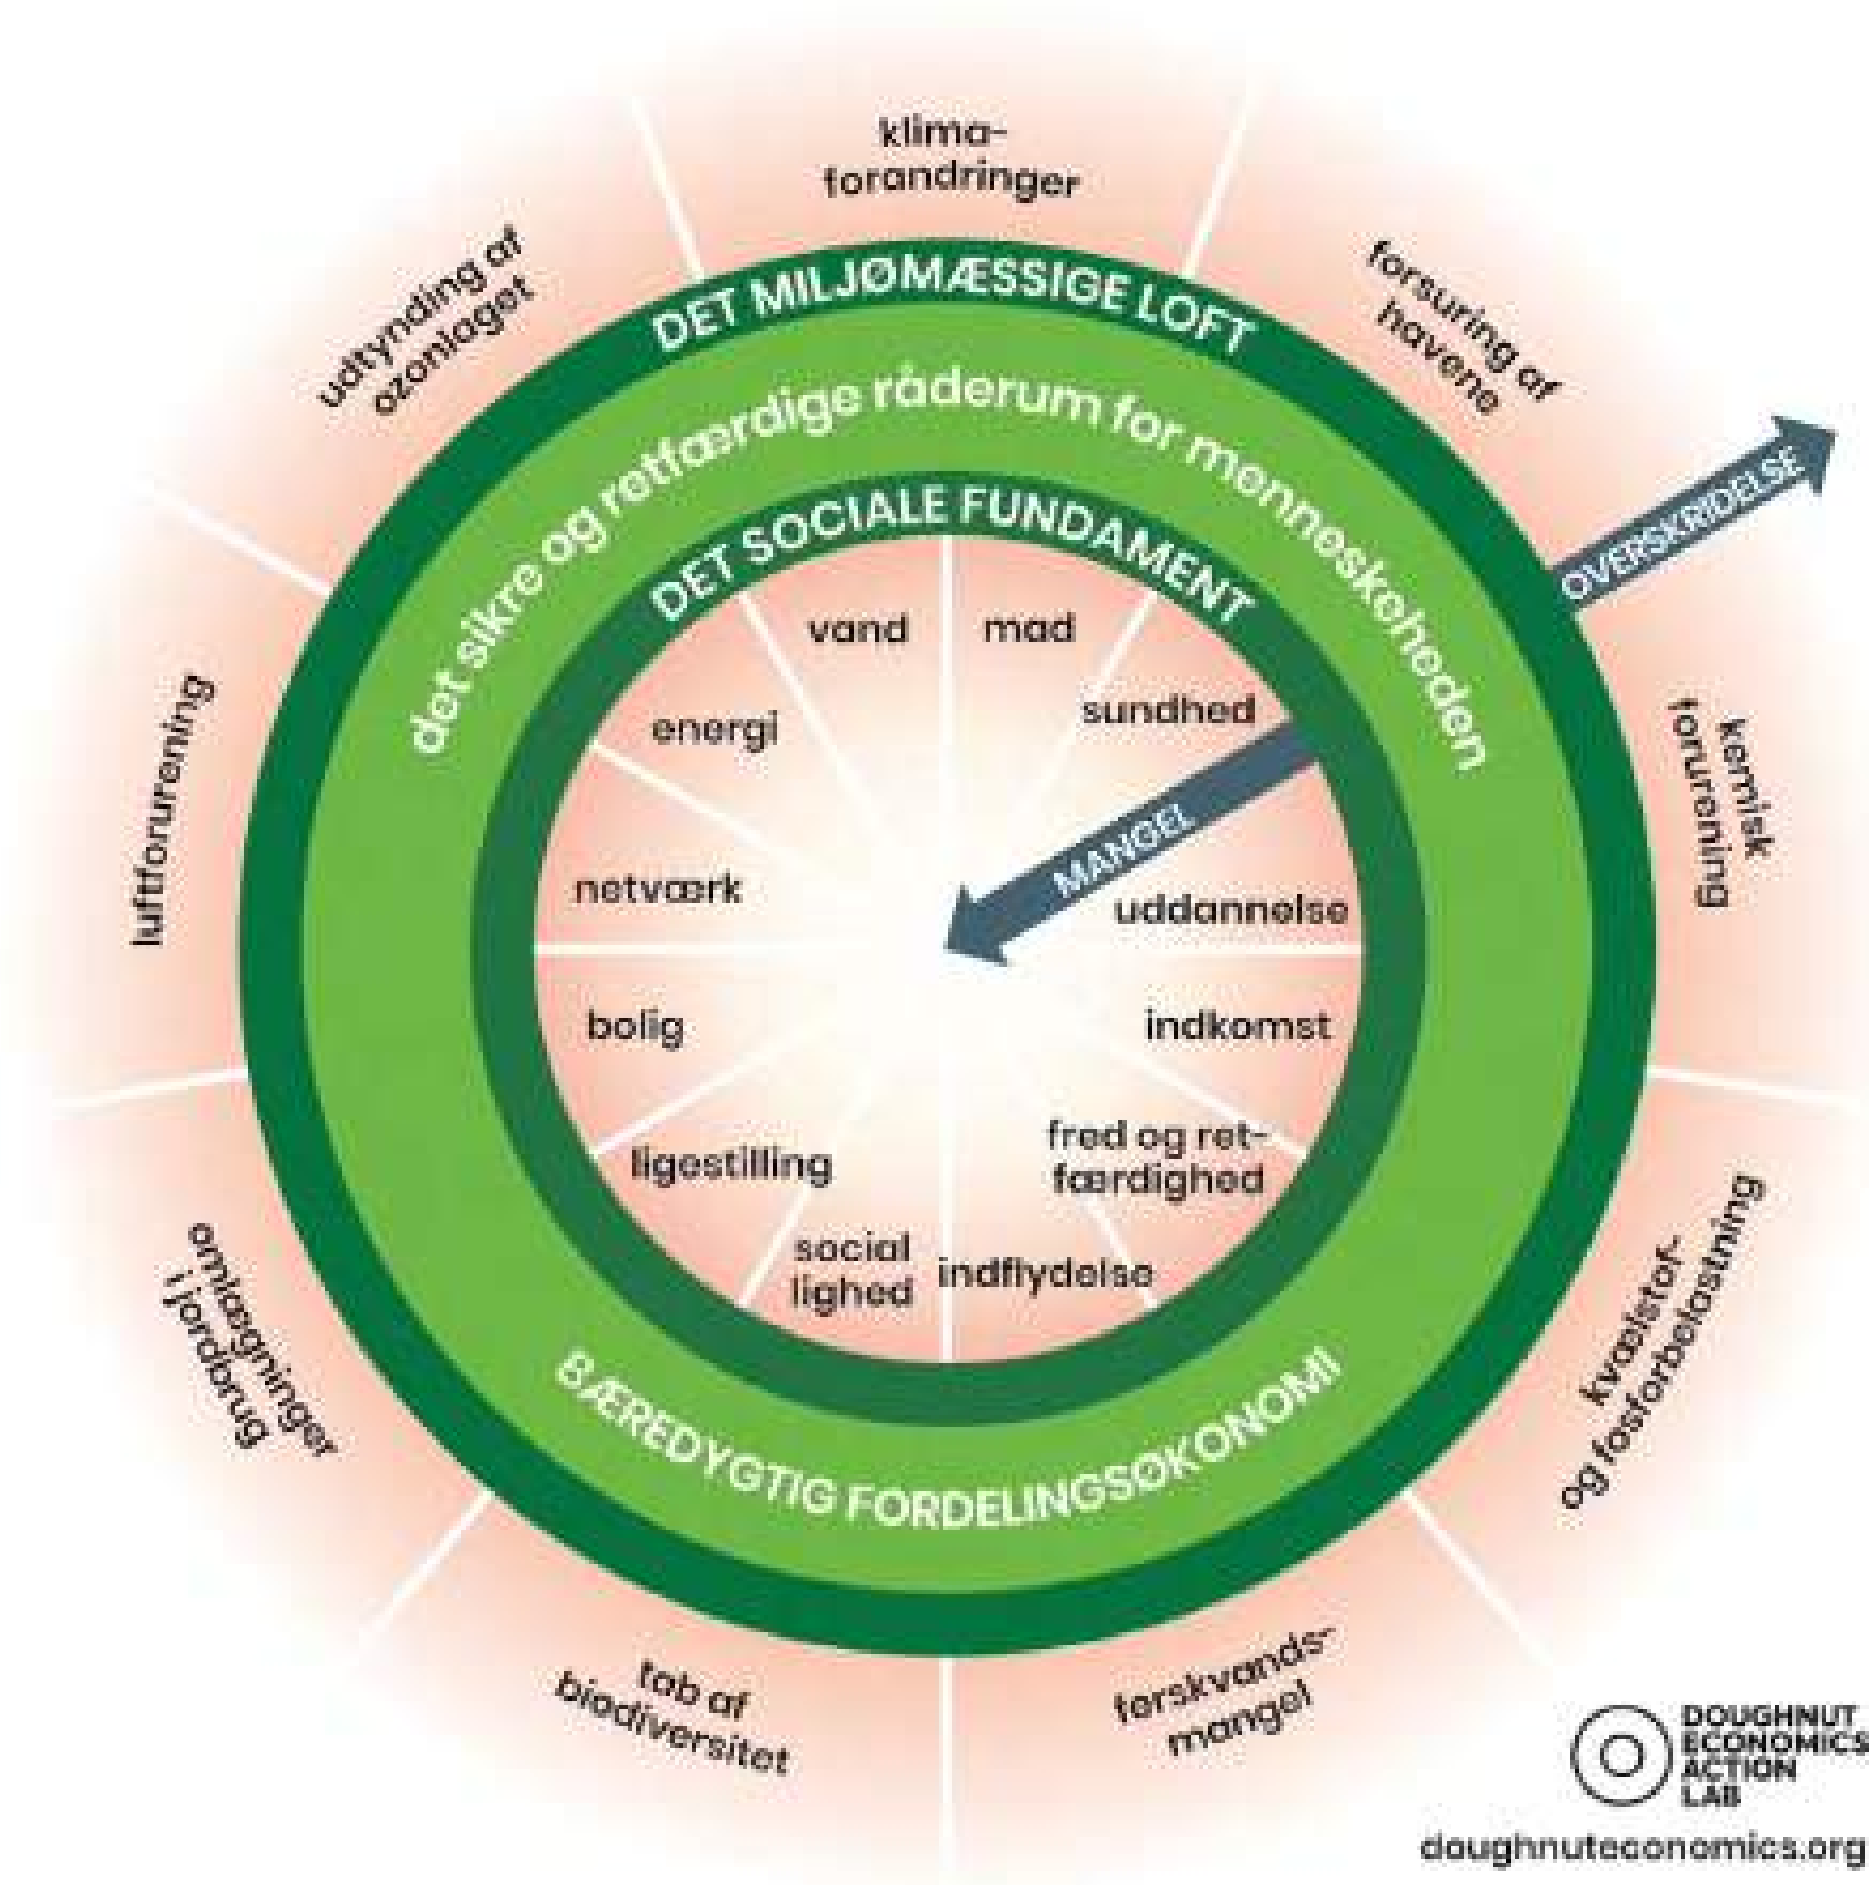 klima-
forandringer
forsuring af
havene
OVERSKRIDELSE
kemisk
forurening
kvælstof-
og fosforbelastning
ferskvands-
mangel
tab af
biodiversitet
omlægninger
i jordbrug
luftforurening
udtynding af
ozonlaget
DET MILJØMÆSSIGE LOFT
det sikre og retfærdige råderum for menneskeheden
DET SOCIALE FUNDAMENT
vand
mad
sundhed
energi
MANGEL
netværk
uddannelse
bolig
indkomst
fred og ret-
færdighed
ligestilling
social
lighed
indflydelse
BÆREDYGTIG FORDELINGSØKONOMI
DOUGHNUT
ECONOMICS
ACTION
LAB
doughnuteconomics.org